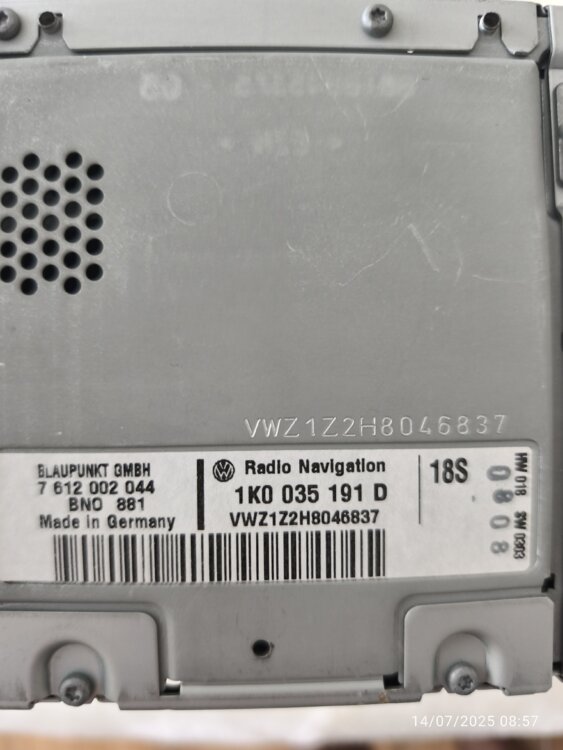 VWZ1Z2H8046837
BLAUPUNKT GMBH
7 612 002 044
BNO 881
Made in Germany
Radio Navigation
1K0 035 191 D
VWZ1Z2H8046837
18S
HW 018 SW 0303
0808
14/07/2025 08:57